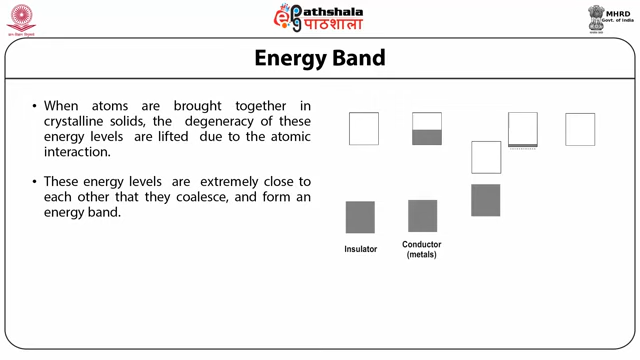 ePathshala
पाठशाला
MHRD
Govt. of India
Energy Band
• When atoms are brought together in
crystalline solids, the degeneracy of these
energy levels are lifted due to the atomic
interaction.
• These energy levels are extremely close to
each other that they coalesce, and form an
energy band.
Insulator
Conductor
(metals)